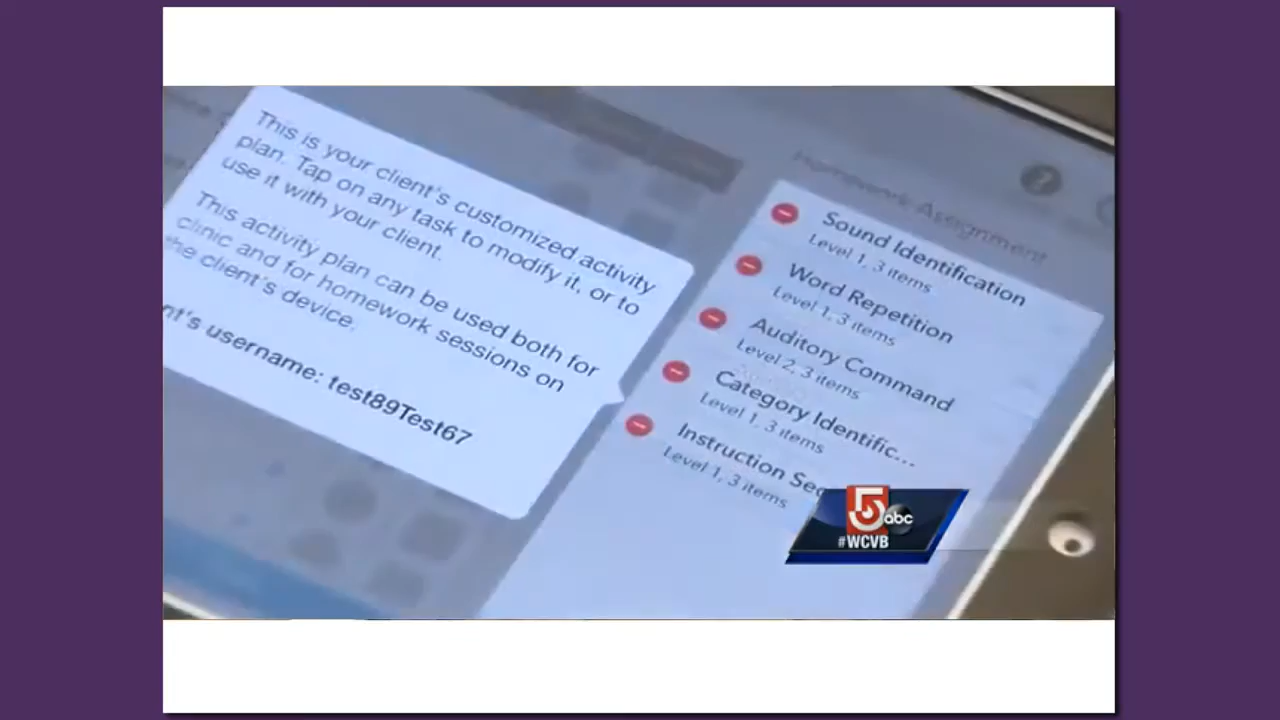 This is your client's customized activity
plan. Tap on any task to modify it, or to
use it with your client.
This activity plan can be used both for
clinic and for homework sessions on
the client's device.
nt's username: test89Test67
Homework Assignment
Sound Identification
Level 1, 3 items
Word Repetition
Level 1, 3 items
Auditory Command
Level 2, 3 items
Category Identific...
Level 1, 3 items
Instruction Seq
Level 1, 3 items
5 abc
#WCVB